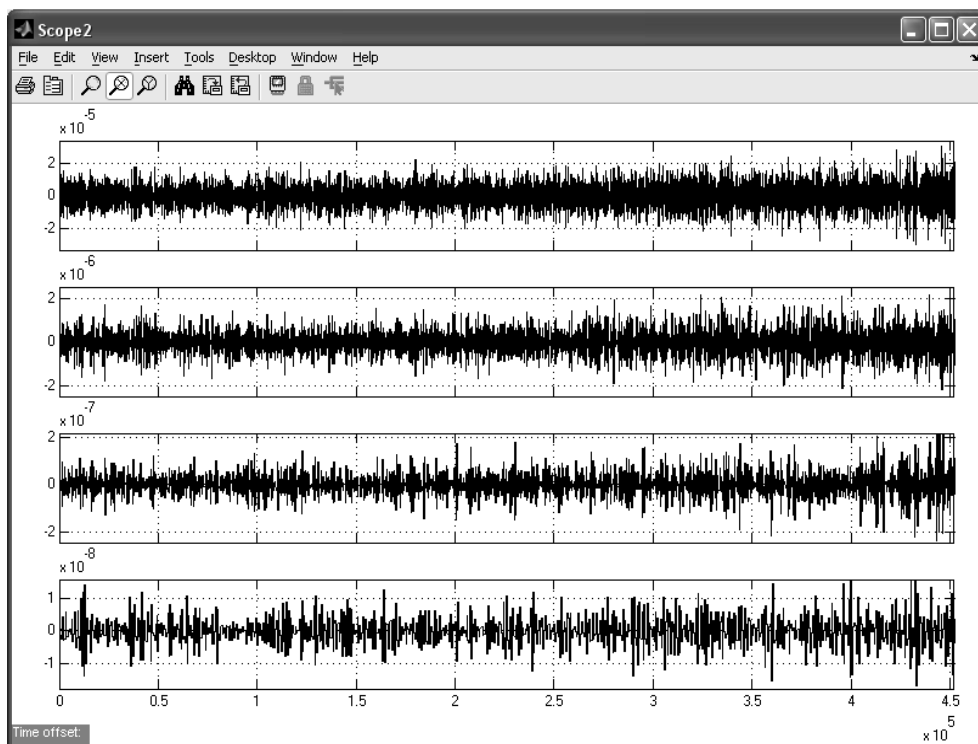 Scope2
File Edit View Insert Tools Desktop Window Help
x 10^-5
2
0
-2
x 10^-6
2
0
-2
x 10^-7
2
0
-2
x 10^-8
1
0
-1
0 0.5 1 1.5 2 2.5 3 3.5 4 4.5
x 10^5
Time offset: